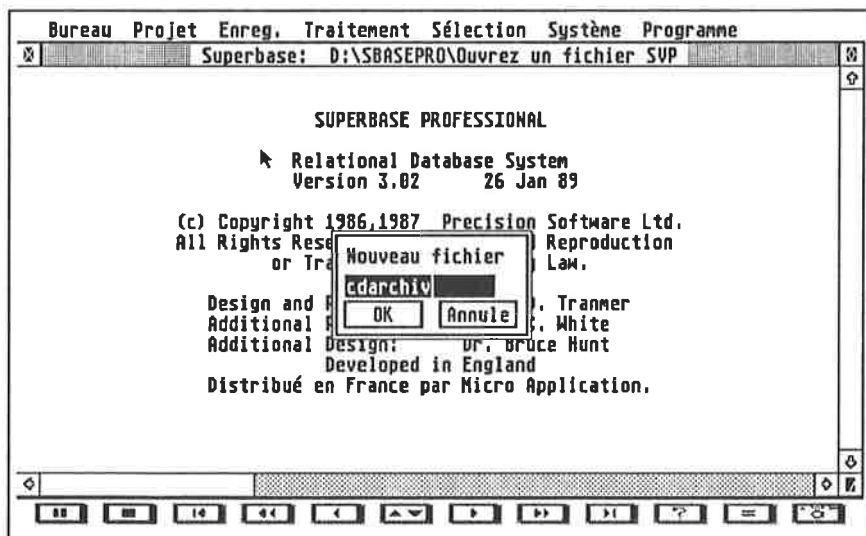 Bureau Projet Enreg. Traitement Sélection Système Programme
Superbase: D:\SBASEPRO\Ouvrez un fichier SVP
SUPERBASE PROFESSIONAL
Relational Database System
Version 3.02 26 Jan 89
(c) Copyright 1986,1987 Precision Software Ltd.
All Rights Rese Reproduction
or Tra Law.
Nouveau fichier
cdarchiv
OK Annule
Design and . Tranmer
Additional . White
Additional Design: Dr. Bruce Hunt
Developed in England
Distribué en France par Micro Application.